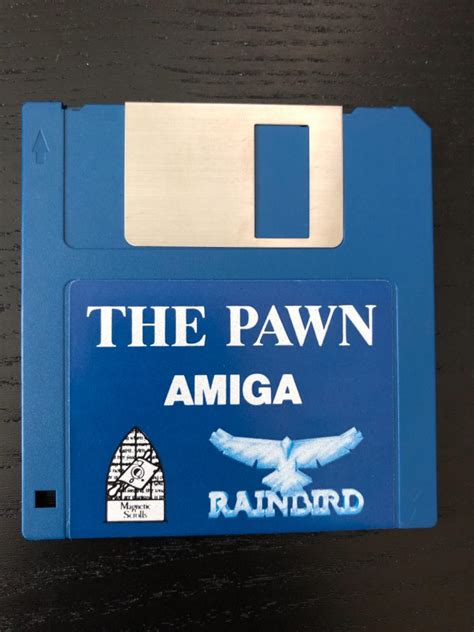 THE PAWN
AMIGA
Magnetic
Scrolls
RAINBIRD